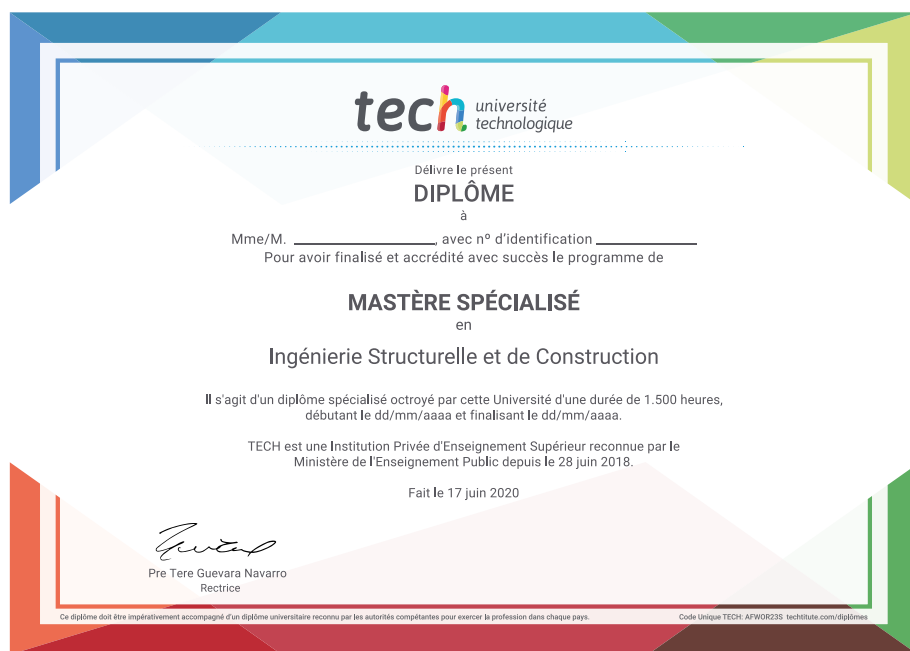 tech université
technologique
Délivre le présent
DIPLÔME
à
Mme/M. ____________, avec nº d'identification ____________
Pour avoir finalisé et accrédité avec succès le programme de
MASTÈRE SPÉCIALISÉ
en
Ingénierie Structurelle et de Construction
Il s'agit d'un diplôme spécialisé octroyé par cette Université d'une durée de 1.500 heures,
débutant le dd/mm/aaaa et finalisant le dd/mm/aaaa.
TECH est une Institution Privée d'Enseignement Supérieur reconnue par le
Ministère de l'Enseignement Public depuis le 28 juin 2018.
Fait le 17 juin 2020
Pre Tere Guevara Navarro
Rectrice
Ce diplôme doit être impérativement accompagné d'un diplôme universitaire reconnu par les autorités compétantes pour exercer la profession dans chaque pays.
Code Unique TECH: AFWOR23S techtitute.com/diplômes